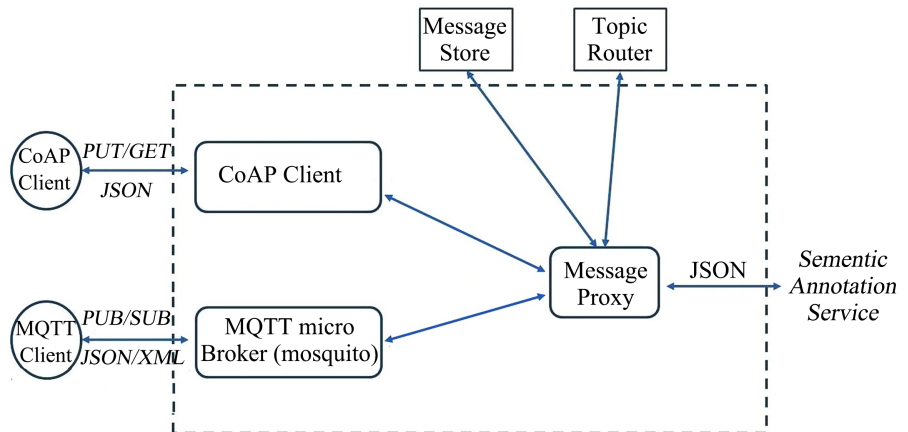 Message
Store
Topic
Router
CoAP
Client
PUT/GET
JSON
CoAP Client
Message
Proxy
JSON
Sementic
Annotation
Service
MQTT
Client
PUB/SUB
JSON/XML
MQTT micro
Broker (mosquito)